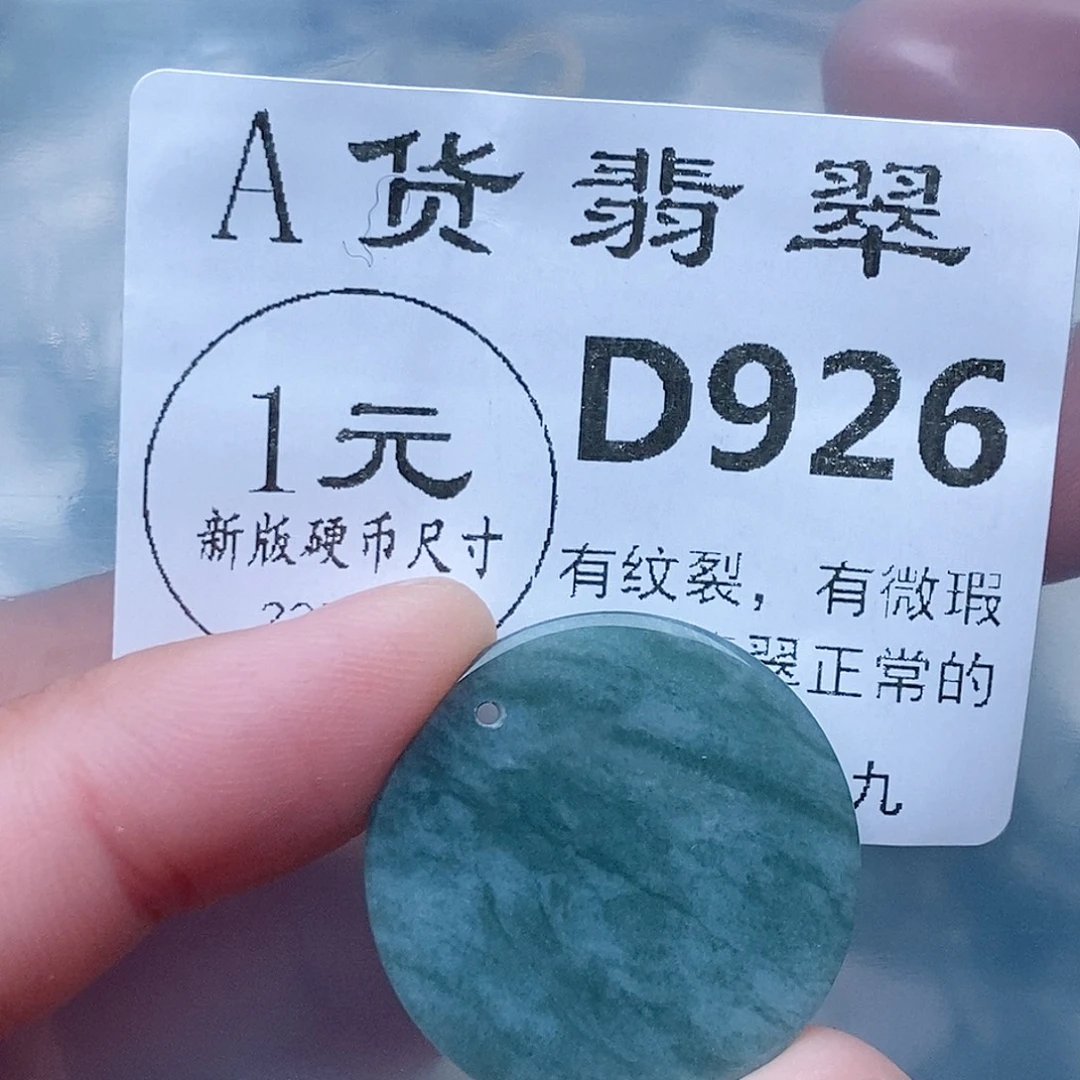 A货翡翠
1元
新版硬币尺寸
D926
有纹裂，有微瑕
翠正常的
九